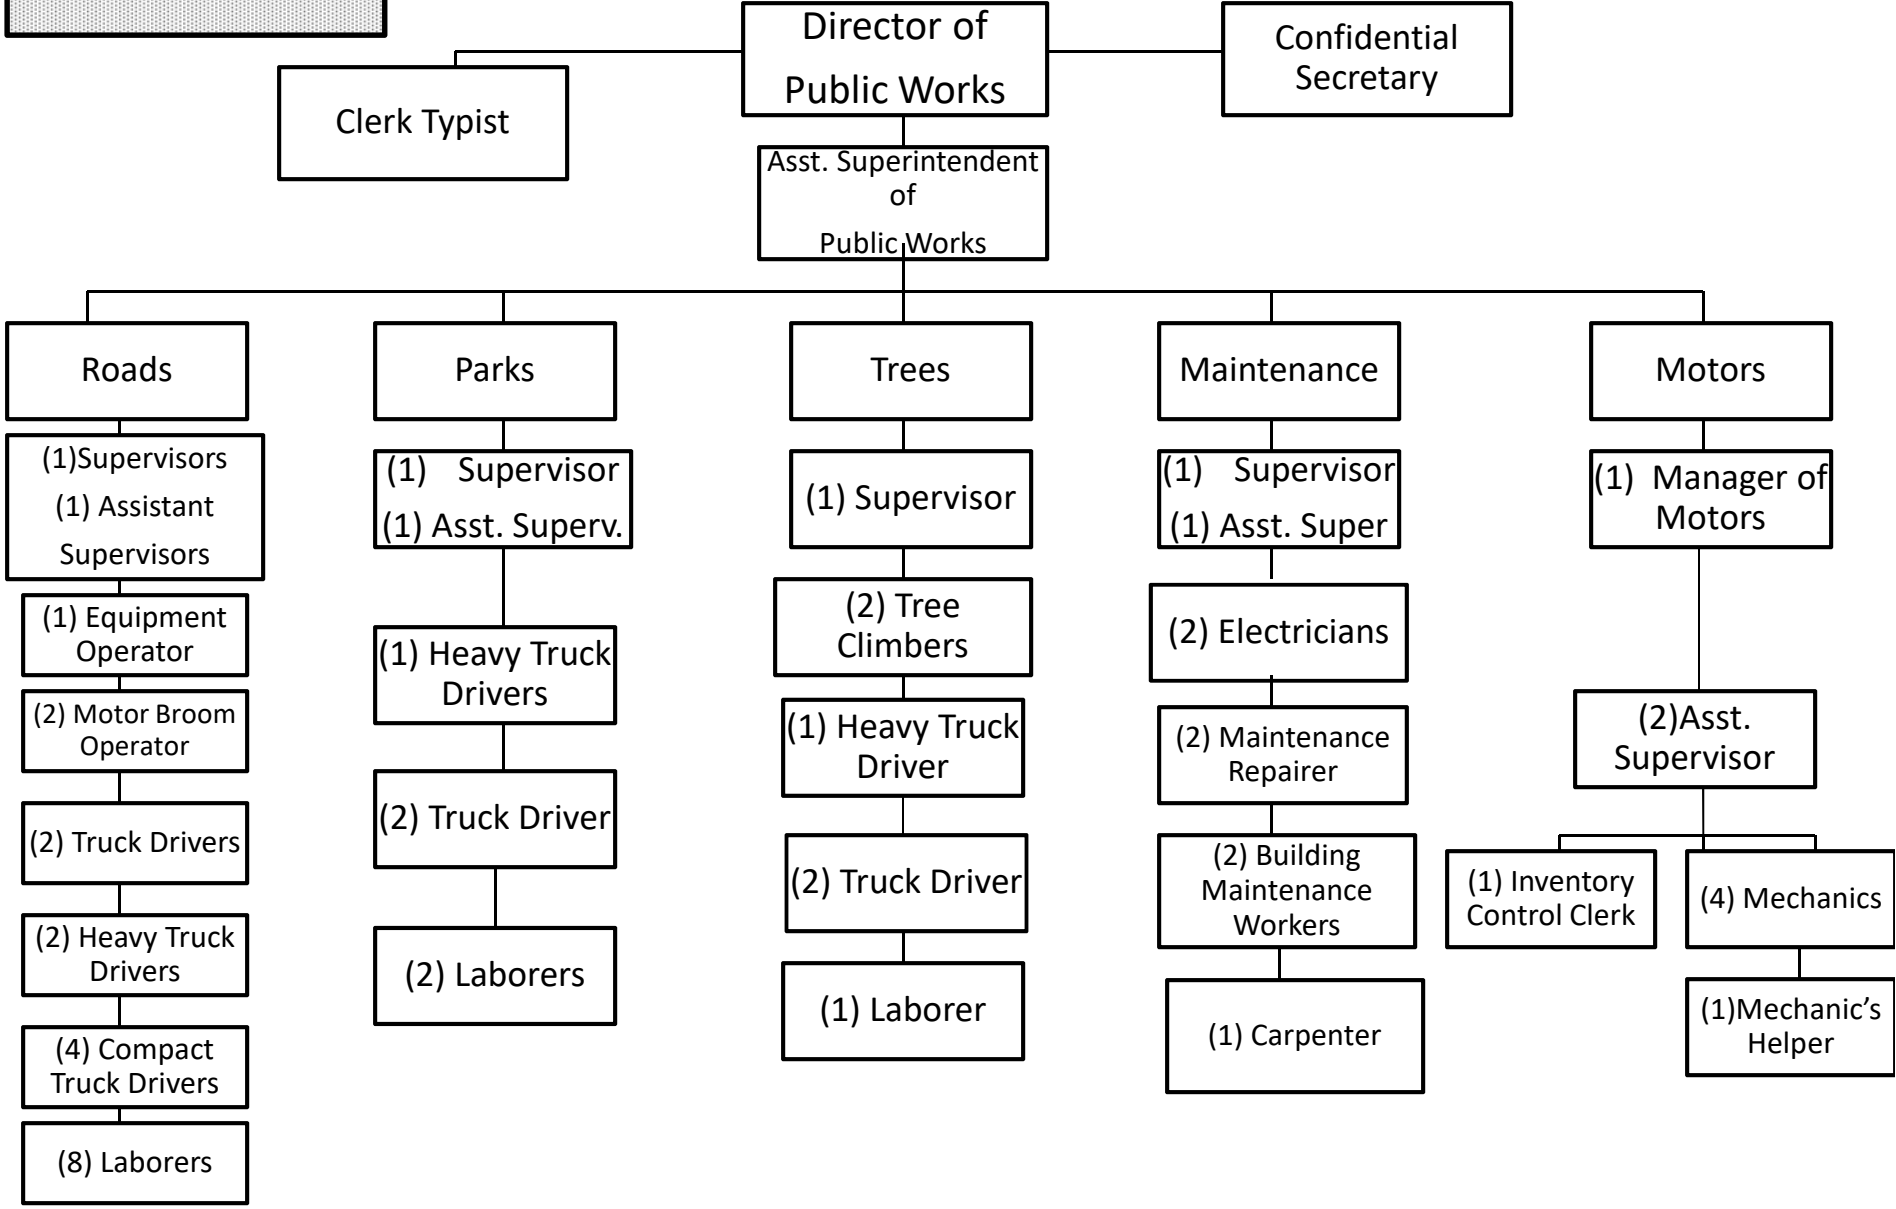 Director of
Public Works
Confidential
Secretary
Clerk Typist
Asst. Superintendent
of
Public Works
Roads
Parks
Trees
Maintenance
Motors
(1)Supervisors
(1) Assistant
Supervisors
(1) Equipment
Operator
(2) Motor Broom
Operator
(2) Truck Drivers
(2) Heavy Truck
Drivers
(4) Compact
Truck Drivers
(8) Laborers
(1) Supervisor
(1) Asst. Superv.
(1) Heavy Truck
Drivers
(2) Truck Driver
(2) Laborers
(1) Supervisor
(2) Tree
Climbers
(1) Heavy Truck
Driver
(2) Truck Driver
(1) Laborer
(1) Supervisor
(1) Asst. Super
(2) Electricians
(2) Maintenance
Repairer
(2) Building
Maintenance
Workers
(1) Carpenter
(1) Manager of
Motors
(2)Asst.
Supervisor
(1) Inventory
Control Clerk
(4) Mechanics
(1)Mechanic’s
Helper